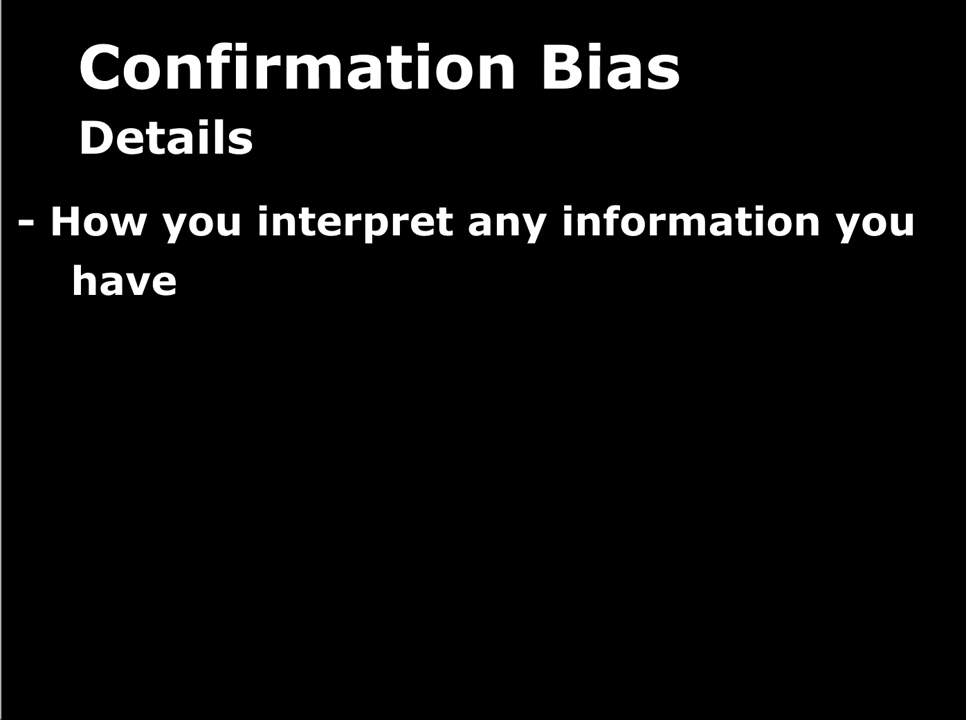 Confirmation Bias
Details
- How you interpret any information you
have